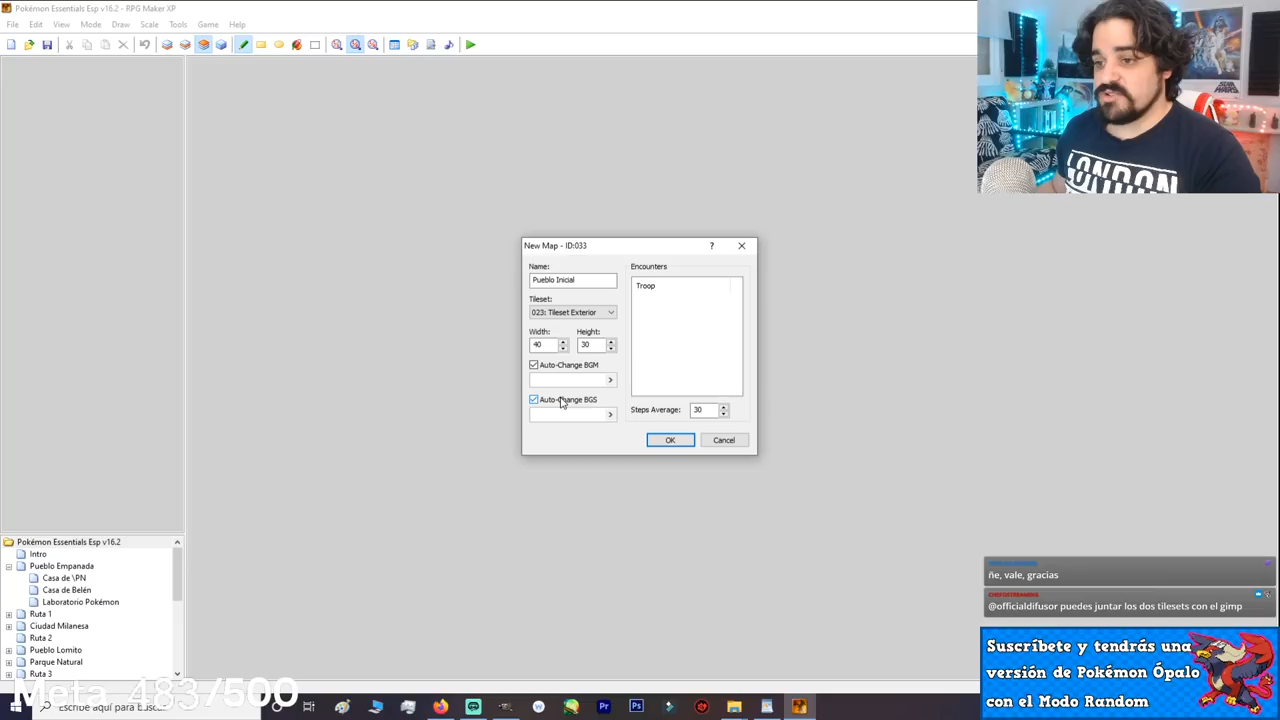 Pokémon Essentials Esp v16.2 - RPG Maker XP
File Edit View Mode Draw Scale Tools Game Help
New Map - ID:033
?
Name:
Pueblo Inicial
Tileset:
023: Tileset Exterior
Width:
Height:
40
30
Auto-Change BGM
Auto-Change BGS
Encounters
Troop
Steps Average:
30
OK
Cancel
Pokémon Essentials Esp v16.2
Intro
Pueblo Empanada
Casa de \PN
Casa de Belén
Laboratorio Pokémon
Ruta 1
Ciudad Milanesa
Ruta 2
Pueblo Lomito
Parque Natural
Ruta 3
Meta 483/500
Escribe aquí para buscar
LONDON
STAR
WARS
ñe, vale, gracias
@officialdifusor puedes juntar los dos tilesets con el gimp
Suscríbete y tendrás una
versión de Pokémon Ópalo
con el Modo Random